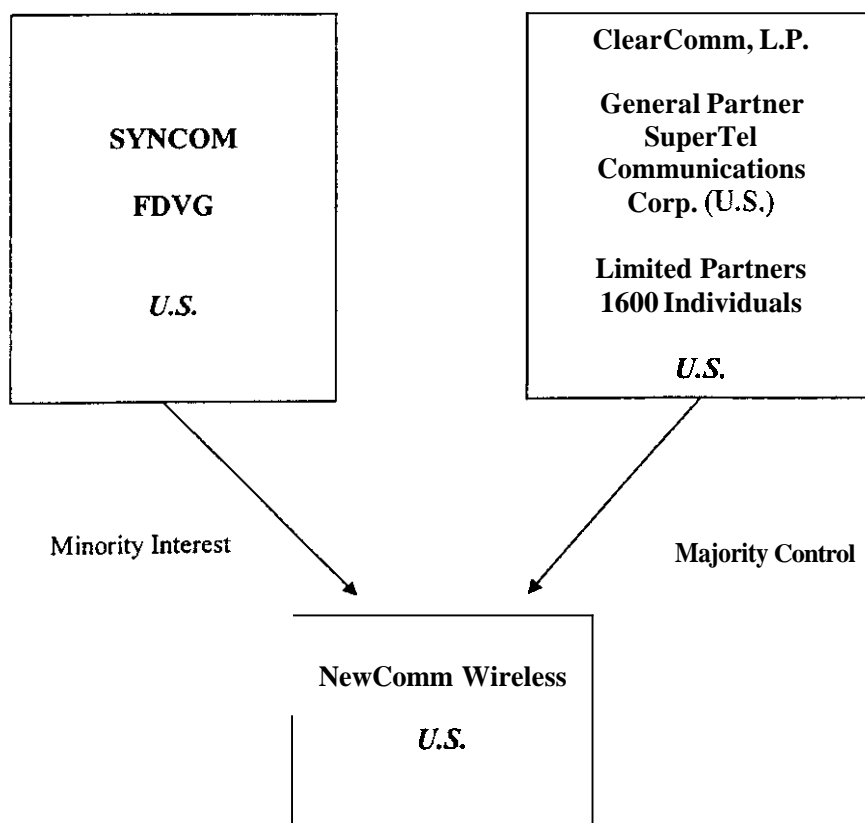 SYNCOM
FDVG
U.S.
ClearComm, L.P.
General Partner
SuperTel
Communications
Corp. (U.S.)
Limited Partners
1600 Individuals
U.S.
Minority Interest
Majority Control
NewComm Wireless
U.S.